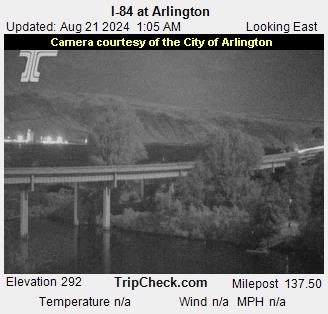 I-84 at Arlington
Updated: Aug 21 2024 1:05 AM Looking East
Camera courtesy of the City of Arlington
Elevation 292 TripCheck.com Milepost 137.50
Temperature n/a Wind n/a MPH n/a